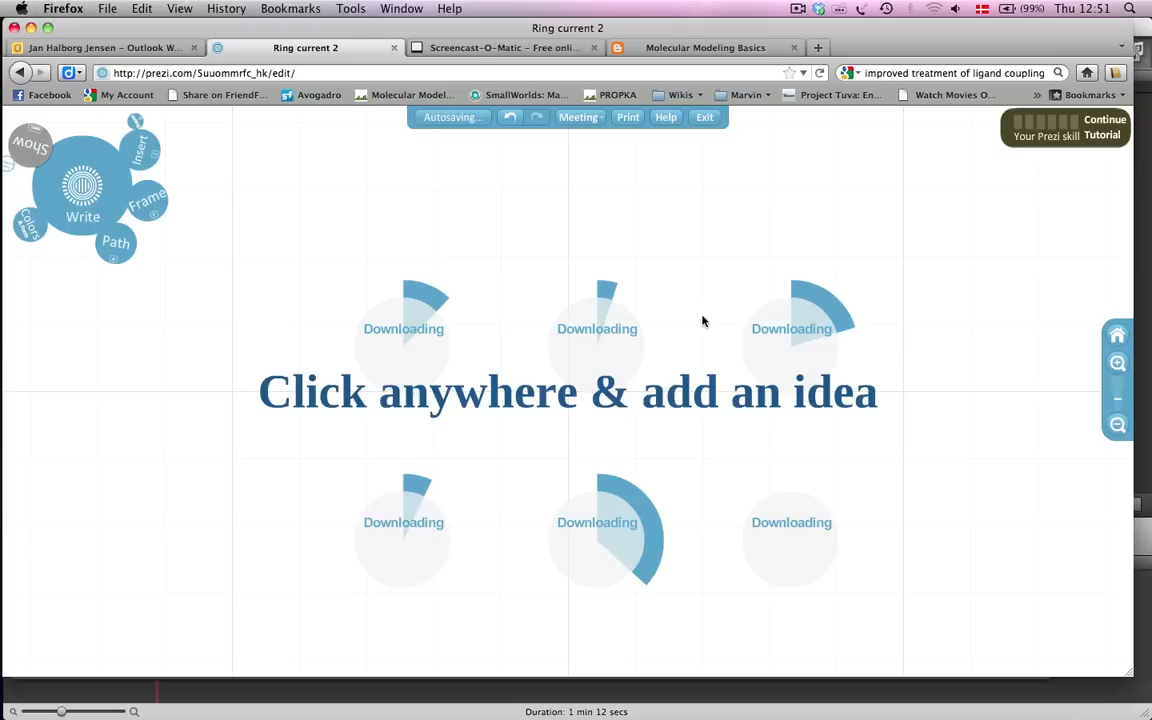 Firefox File Edit View History Bookmarks Tools Window Help (99%) Thu 12:51
Ring current 2
Jan Halborg Jensen – Outlook W... Ring current 2 Screencast-O-Matic – Free onli... Molecular Modeling Basics
http://prezi.com/5uuommrfc_hk/edit/ improved treatment of ligand coupling
Facebook My Account Share on FriendF... Avogadro Molecular Model... SmallWorlds: Ma... PROPKA Wikis Marvin Project Tuva: En... Watch Movies O... » Bookmarks
Autosaving... Meeting Print Help Exit
Continue
Your Prezi skill Tutorial
Show
Insert
Frame
Write
Colors
Path
Downloading Downloading Downloading
Click anywhere & add an idea
Downloading Downloading Downloading
Duration: 1 min 12 secs